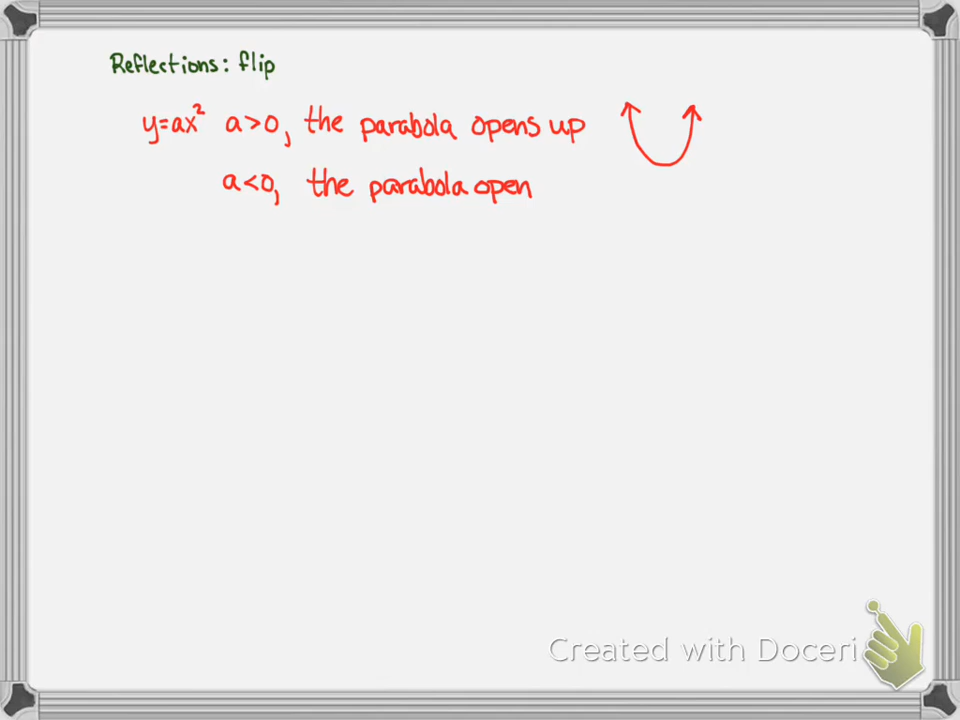 Reflections: flip
y=ax² a>0, the parabola opens up
a<0, the parabola open
Created with Doceri